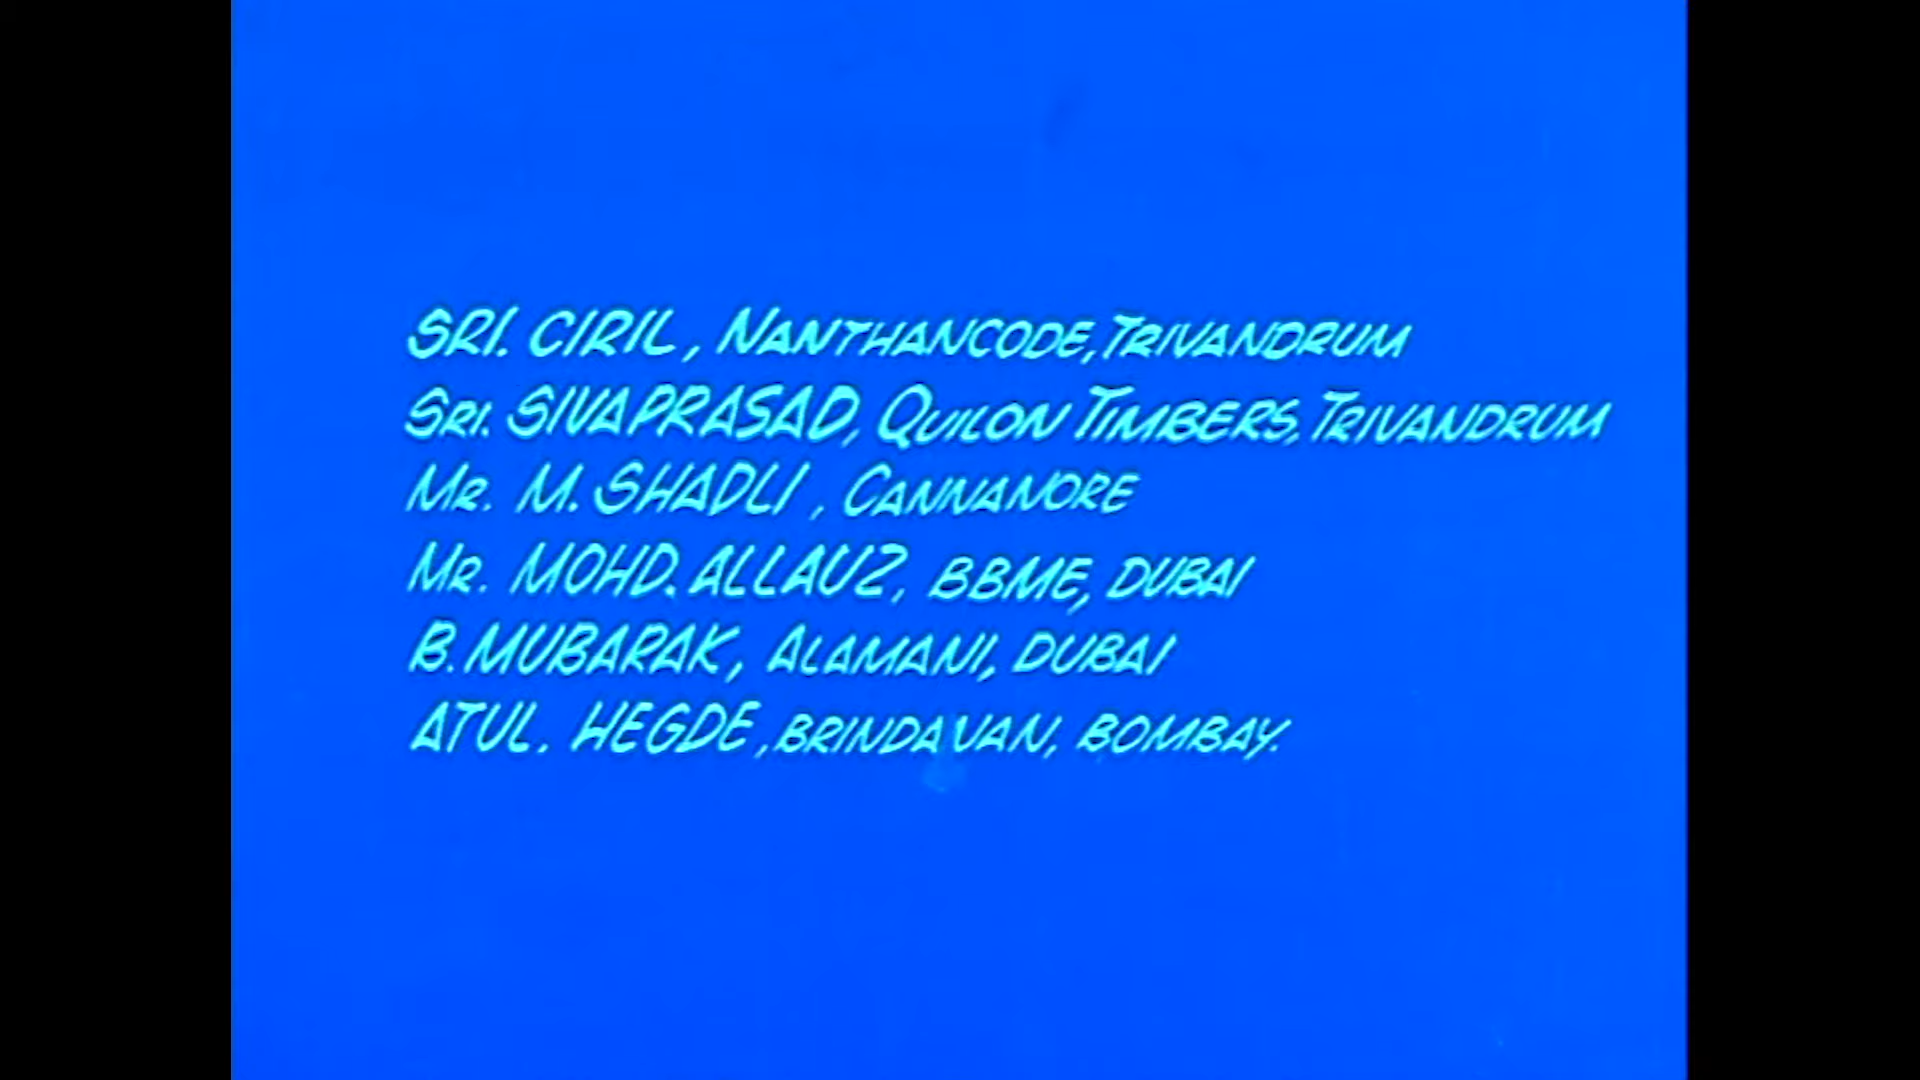 SRI. CIRIL, NANTHANCODE, TRIVANDRUM
SRI. SIVAPRASAD, QUILON TIMBERS, TRIVANDRUM
MR. M. SHADLI, CANNANORE
MR. MOHD. ALLAUZ, BBME, DUBAI
B. MUBARAK, ALAMANI, DUBAI
ATUL. HEGDE, BRINDAVAN, BOMBAY.